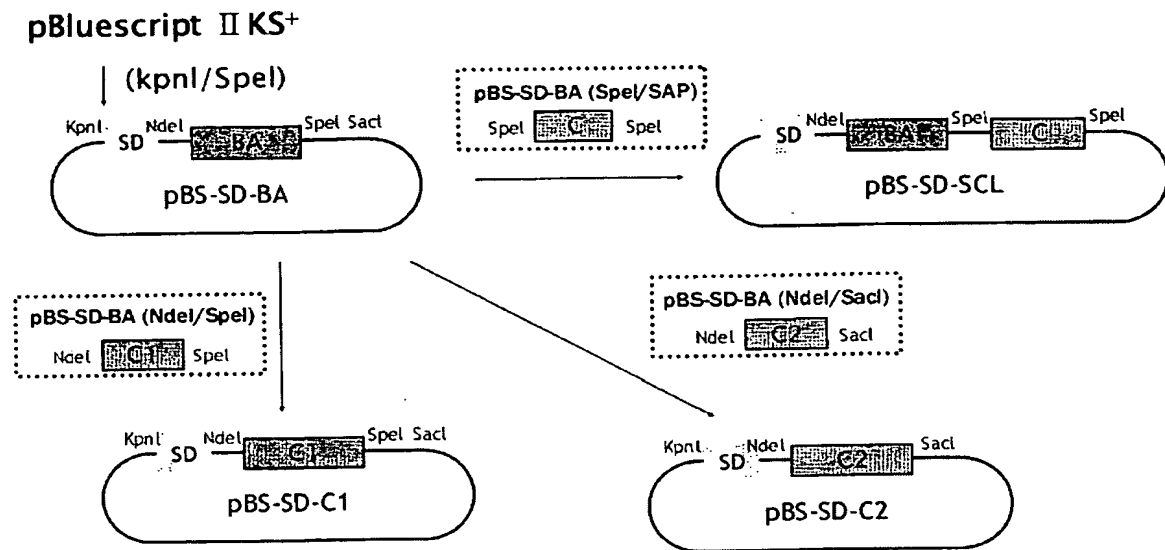 pBluescript II KS+
(kpnI/SpeI)
KpnI SD NdeI BA SpeI SacI
pBS-SD-BA
pBS-SD-BA (SpeI/SAP)
SpeI C SpeI
SD NdeI BA SpeI C SpeI
pBS-SD-SCL
pBS-SD-BA (NdeI/SpeI)
NdeI C1 SpeI
pBS-SD-BA (NdeI/SacI)
NdeI C2 SacI
KpnI SD NdeI C1 SpeI SacI
pBS-SD-C1
KpnI SD NdeI C2 SacI
pBS-SD-C2